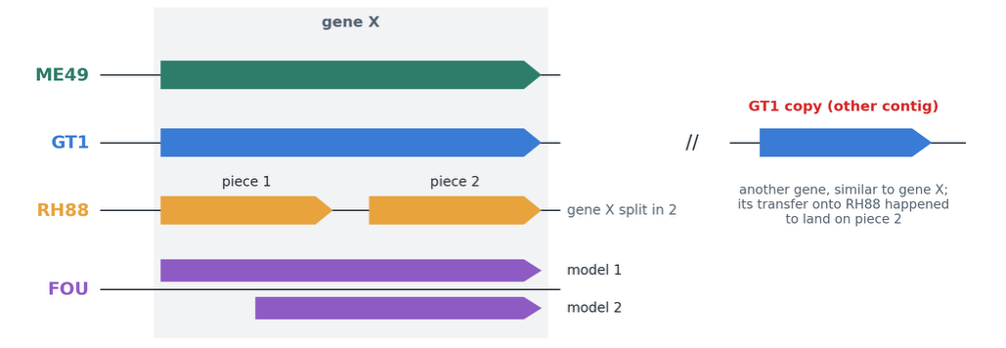 gene X
ME49
GT1 copy (other contig)
GT1
//
piece 1
piece 2
another gene, similar to gene X;
its transfer onto RH88 happened
to land on piece 2
RH88
gene X split in 2
model 1
FOU
model 2